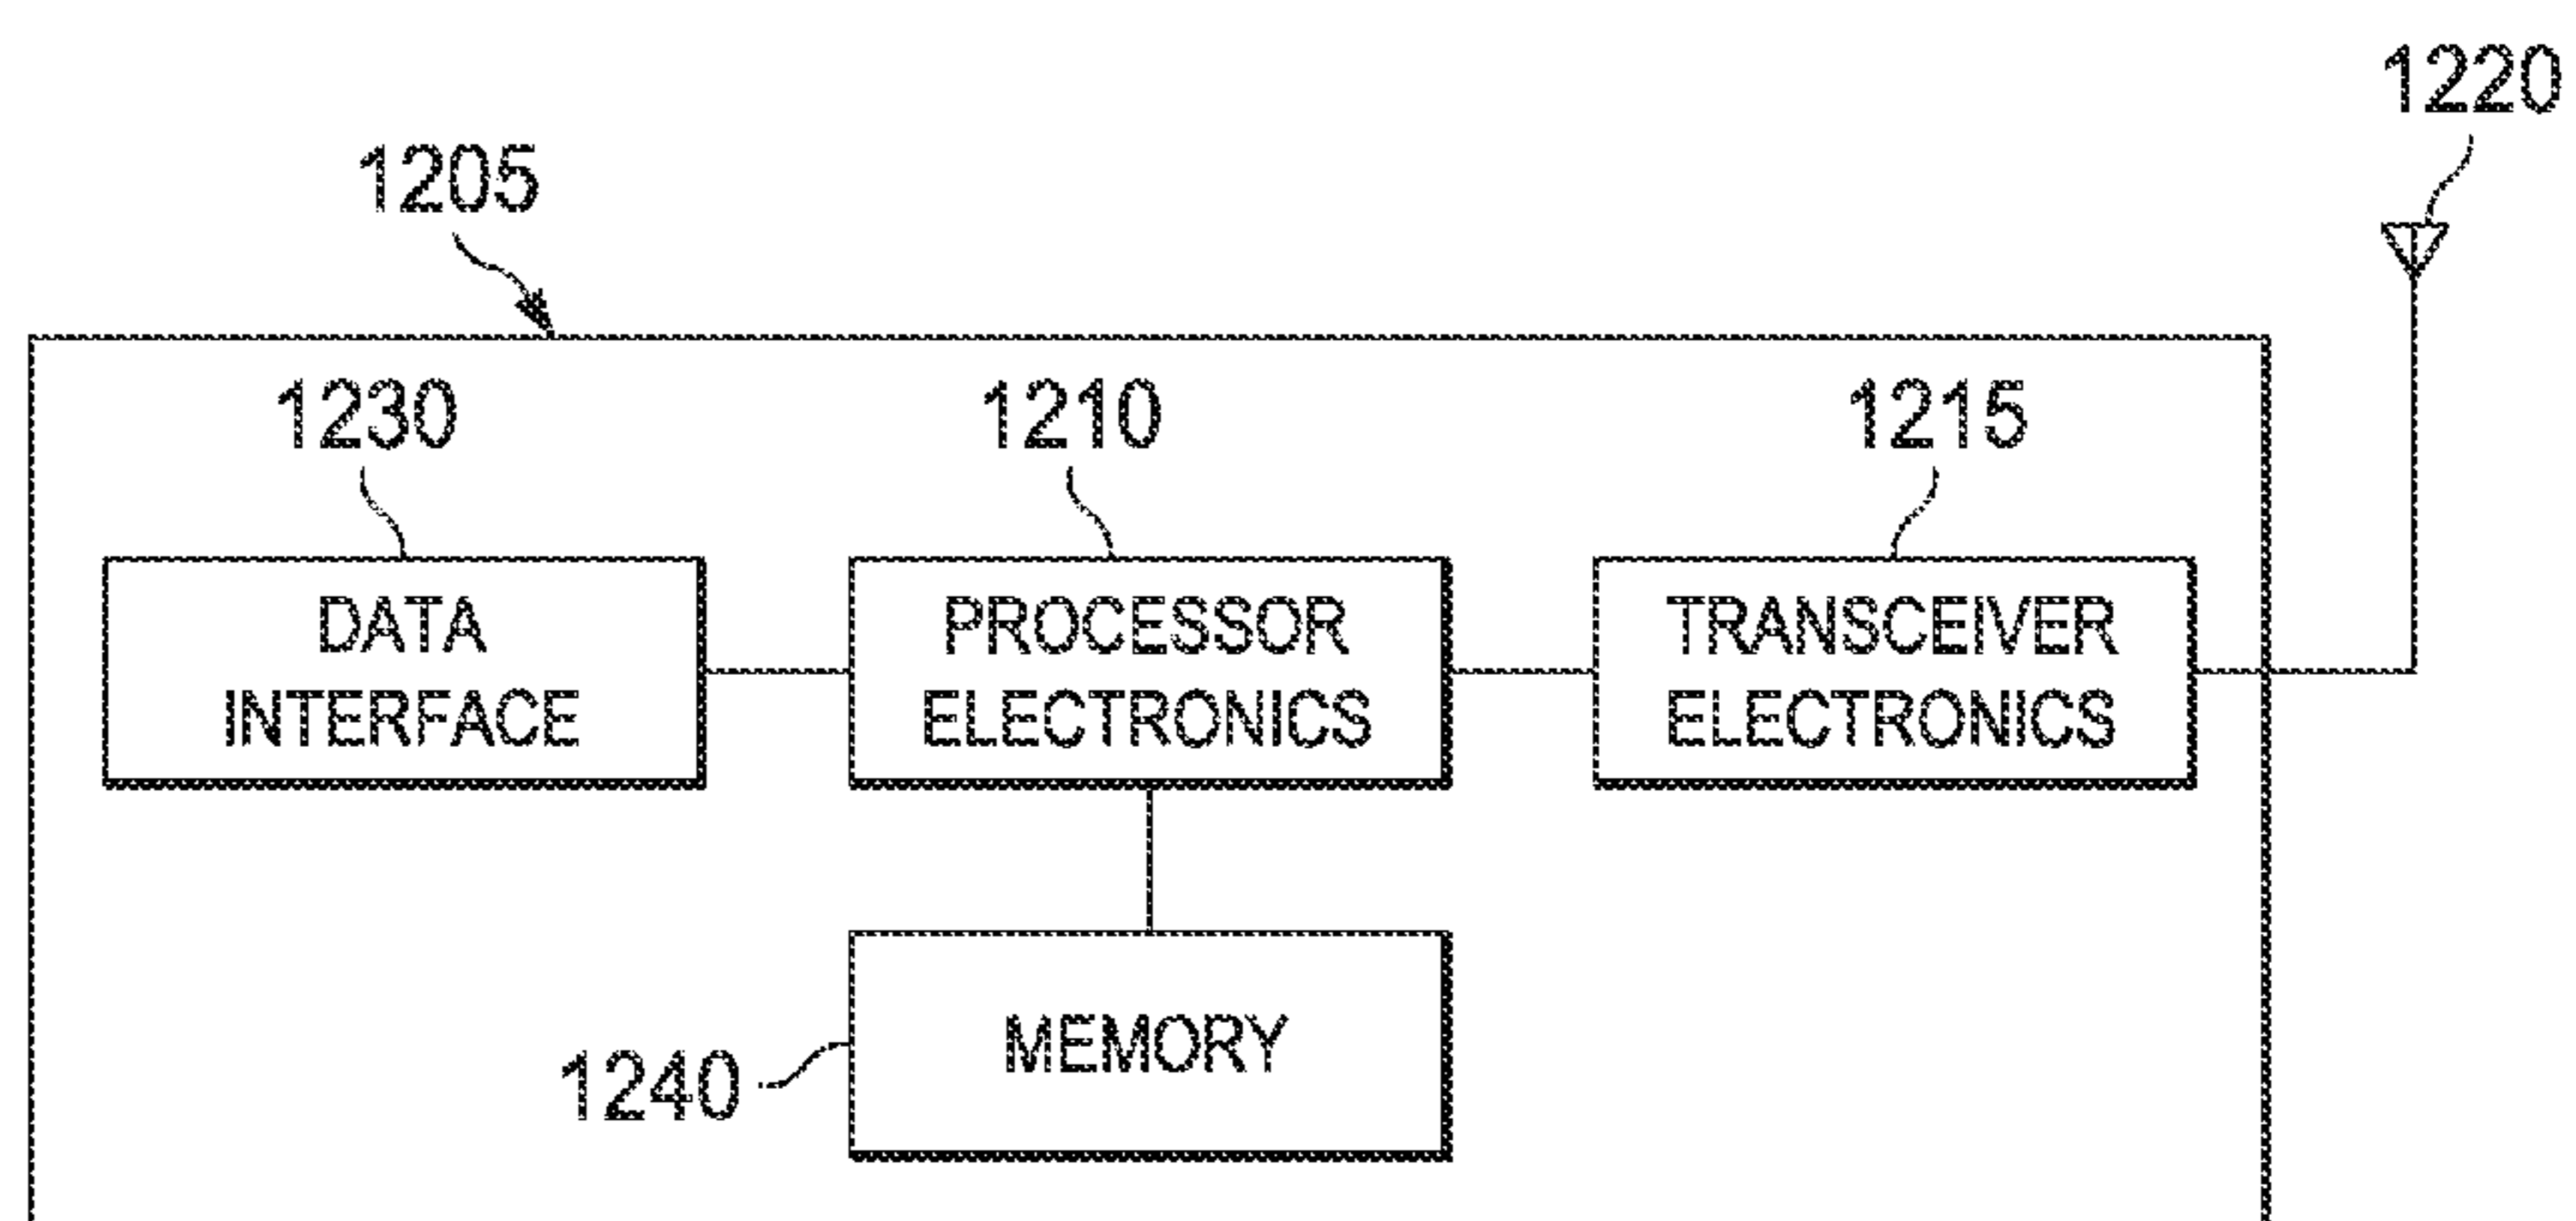 1220
1205
1230
1210
1215
DATA
INTERFACE
PROCESSOR
ELECTRONICS
TRANSCEIVER
ELECTRONICS
MEMORY
1240